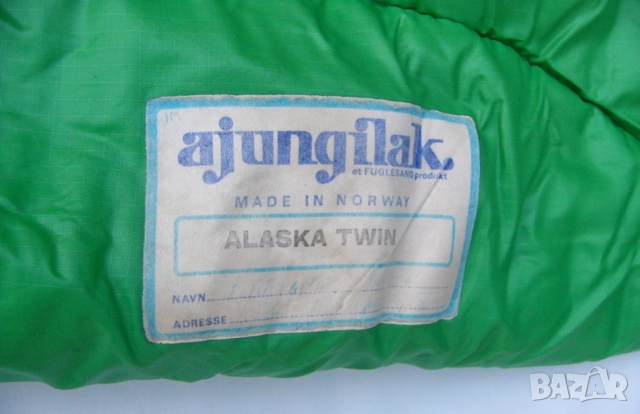 ajungilak.
et FUGLESANG produkt
MADE IN NORWAY
ALASKA TWIN
NAVN
ADRESSE
BAZAR